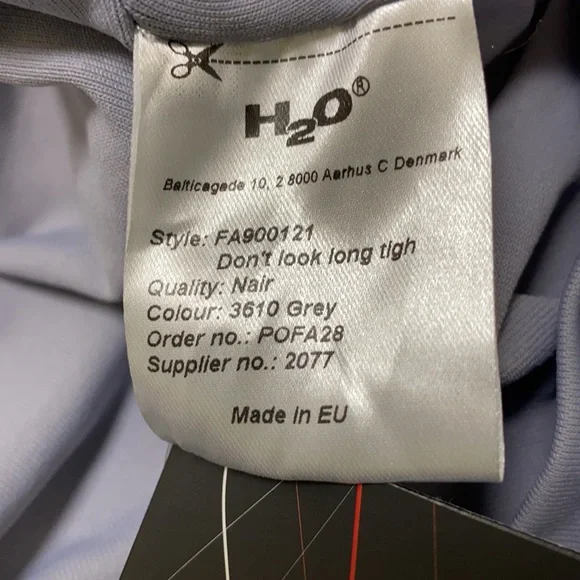 H2O®
Balticagade 10, 2 8000 Aarhus C Denmark
Style: FA900121
Don't look long tigh
Quality: Nair
Colour: 3610 Grey
Order no.: POFA28
Supplier no.: 2077
Made in EU